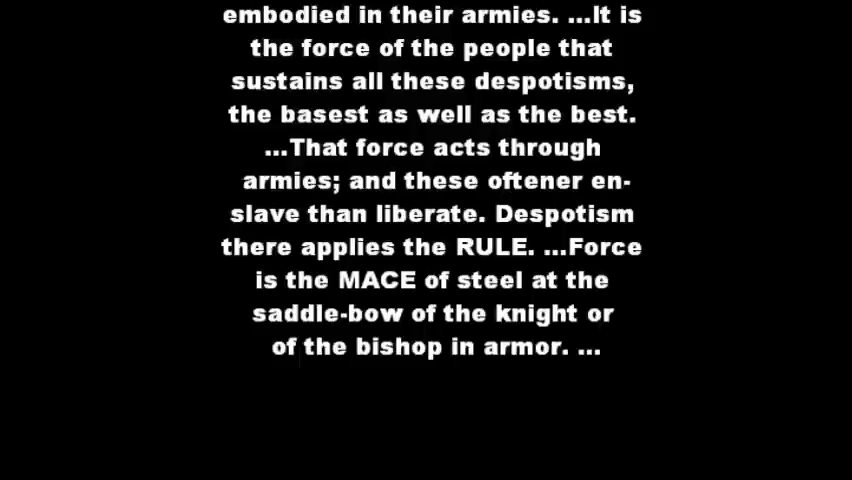 embodied in their armies. ...It is
the force of the people that
sustains all these despotisms,
the basest as well as the best.
...That force acts through
armies; and these oftener en-
slave than liberate. Despotism
there applies the RULE. ...Force
is the MACE of steel at the
saddle-bow of the knight or
of the bishop in armor. ...